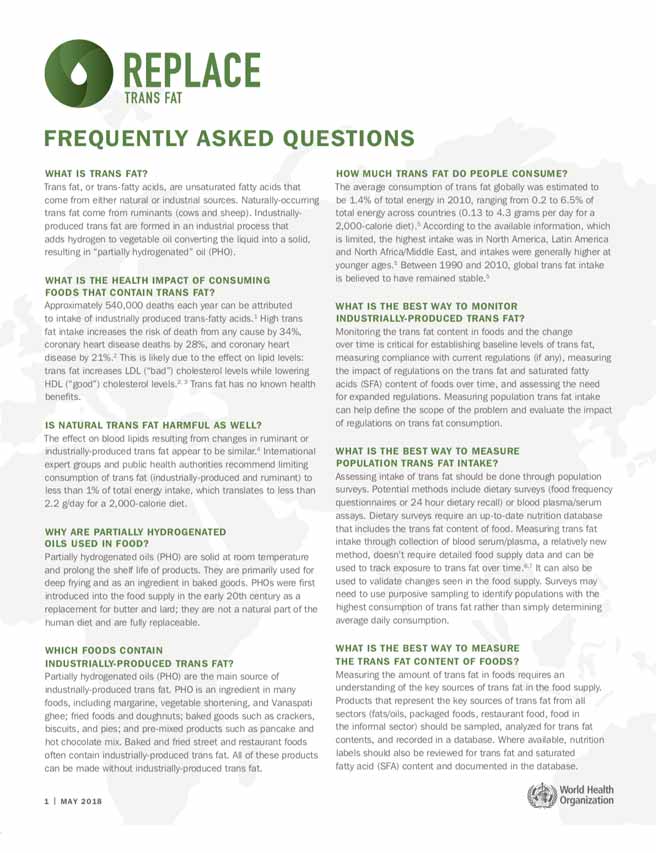 REPLACE
TRANS FAT
FREQUENTLY ASKED QUESTIONS
WHAT IS TRANS FAT?
Trans fat, or trans-fatty acids, are unsaturated fatty acids that
come from either natural or industrial sources. Naturally-occurring
trans fat come from ruminants (cows and sheep). Industrially-
produced trans fat are formed in an industrial process that
adds hydrogen to vegetable oil converting the liquid into a solid,
resulting in “partially hydrogenated” oil (PHO).
WHAT IS THE HEALTH IMPACT OF CONSUMING
FOODS THAT CONTAIN TRANS FAT?
Approximately 540,000 deaths each year can be attributed
to intake of industrially produced trans-fatty acids.¹ High trans
fat intake increases the risk of death from any cause by 34%,
coronary heart disease deaths by 28%, and coronary heart
disease by 21%.² This is likely due to the effect on lipid levels:
trans fat increases LDL (“bad”) cholesterol levels while lowering
HDL (“good”) cholesterol levels.²,³ Trans fat has no known health
benefits.
IS NATURAL TRANS FAT HARMFUL AS WELL?
The effect on blood lipids resulting from changes in ruminant or
industrially-produced trans fat appear to be similar.⁴ International
expert groups and public health authorities recommend limiting
consumption of trans fat (industrially-produced and ruminant) to
less than 1% of total energy intake, which translates to less than
2.2 g/day for a 2,000-calorie diet.
WHY ARE PARTIALLY HYDROGENATED
OILS USED IN FOOD?
Partially hydrogenated oils (PHO) are solid at room temperature
and prolong the shelf life of products. They are primarily used for
deep frying and as an ingredient in baked goods. PHOs were first
introduced into the food supply in the early 20th century as a
replacement for butter and lard; they are not a natural part of the
human diet and are fully replaceable.
WHICH FOODS CONTAIN
INDUSTRIALLY-PRODUCED TRANS FAT?
Partially hydrogenated oils (PHO) are the main source of
industrially-produced trans fat. PHO is an ingredient in many
foods, including margarine, vegetable shortening, and Vanaspati
ghee; fried foods and doughnuts; baked goods such as crackers,
biscuits, and pies; and pre-mixed products such as pancake and
hot chocolate mix. Baked and fried street and restaurant foods
often contain industrially-produced trans fat. All of these products
can be made without industrially-produced trans fat.
HOW MUCH TRANS FAT DO PEOPLE CONSUME?
The average consumption of trans fat globally was estimated to
be 1.4% of total energy in 2010, ranging from 0.2 to 6.5% of
total energy across countries (0.13 to 4.3 grams per day for a
2,000-calorie diet).⁵ According to the available information, which
is limited, the highest intake was in North America, Latin America
and North Africa/Middle East, and intakes were generally higher at
younger ages.⁵ Between 1990 and 2010, global trans fat intake
is believed to have remained stable.⁵
WHAT IS THE BEST WAY TO MONITOR
INDUSTRIALLY-PRODUCED TRANS FAT?
Monitoring the trans fat content in foods and the change
over time is critical for establishing baseline levels of trans fat,
measuring compliance with current regulations (if any), measuring
the impact of regulations on the trans fat and saturated fatty
acids (SFA) content of foods over time, and assessing the need
for expanded regulations. Measuring population trans fat intake
can help define the scope of the problem and evaluate the impact
of regulations on trans fat consumption.
WHAT IS THE BEST WAY TO MEASURE
POPULATION TRANS FAT INTAKE?
Assessing intake of trans fat should be done through population
surveys. Potential methods include dietary surveys (food frequency
questionnaires or 24 hour dietary recall) or blood plasma/serum
assays. Dietary surveys require an up-to-date nutrition database
that includes the trans fat content of food. Measuring trans fat
intake through collection of blood serum/plasma, a relatively new
method, doesn’t require detailed food supply data and can be
used to track exposure to trans fat over time.⁶,⁷ It can also be
used to validate changes seen in the food supply. Surveys may
need to use purposive sampling to identify populations with the
highest consumption of trans fat rather than simply determining
average daily consumption.
WHAT IS THE BEST WAY TO MEASURE
THE TRANS FAT CONTENT OF FOODS?
Measuring the amount of trans fat in foods requires an
understanding of the key sources of trans fat in the food supply.
Products that represent the key sources of trans fat from all
sectors (fats/oils, packaged foods, restaurant food, food in
the informal sector) should be sampled, analyzed for trans fat
contents, and recorded in a database. Where available, nutrition
labels should also be reviewed for trans fat and saturated
fatty acid (SFA) content and documented in the database.
1 | MAY 2018
World Health
Organization